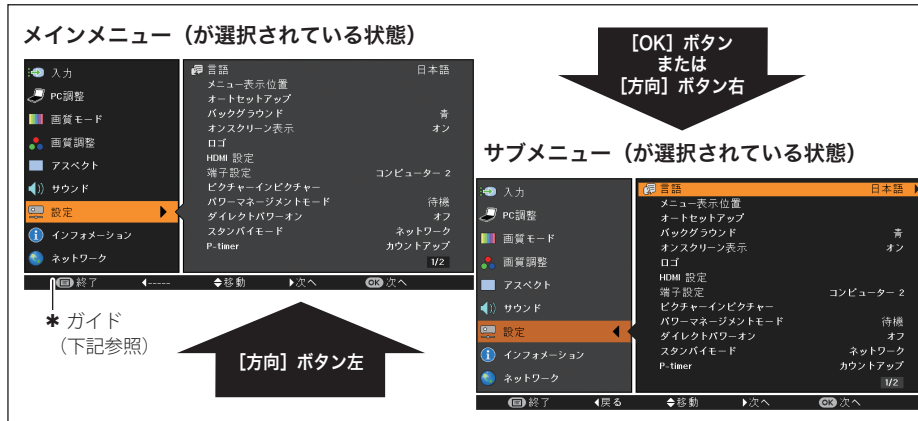 メインメニュー（が選択されている状態）
入力
PC調整
画質モード
画質調整
アスペクト
サウンド
設定
インフォメーション
ネットワーク
言語 日本語
メニュー表示位置
オートセットアップ
バックグラウンド 青
オンスクリーン表示 オン
ロゴ
HDMI 設定
端子設定 コンピューター 2
ピクチャーインピクチャー
パワーマネージメントモード 待機
ダイレクトパワーオン オフ
スタンバイモード ネットワーク
P-timer カウントアップ
1/2
終了 ----- 移動 次へ OK 次へ
* ガイド
（下記参照）
［方向］ボタン左
［OK］ボタン
または
［方向］ボタン右
サブメニュー（が選択されている状態）
入力
PC調整
画質モード
画質調整
アスペクト
サウンド
設定
インフォメーション
ネットワーク
言語 日本語
メニュー表示位置
オートセットアップ
バックグラウンド 青
オンスクリーン表示 オン
ロゴ
HDMI 設定
端子設定 コンピューター 2
ピクチャーインピクチャー
パワーマネージメントモード 待機
ダイレクトパワーオン オフ
スタンバイモード ネットワーク
P-timer カウントアップ
1/2
終了 戻る 移動 次へ OK 次へ